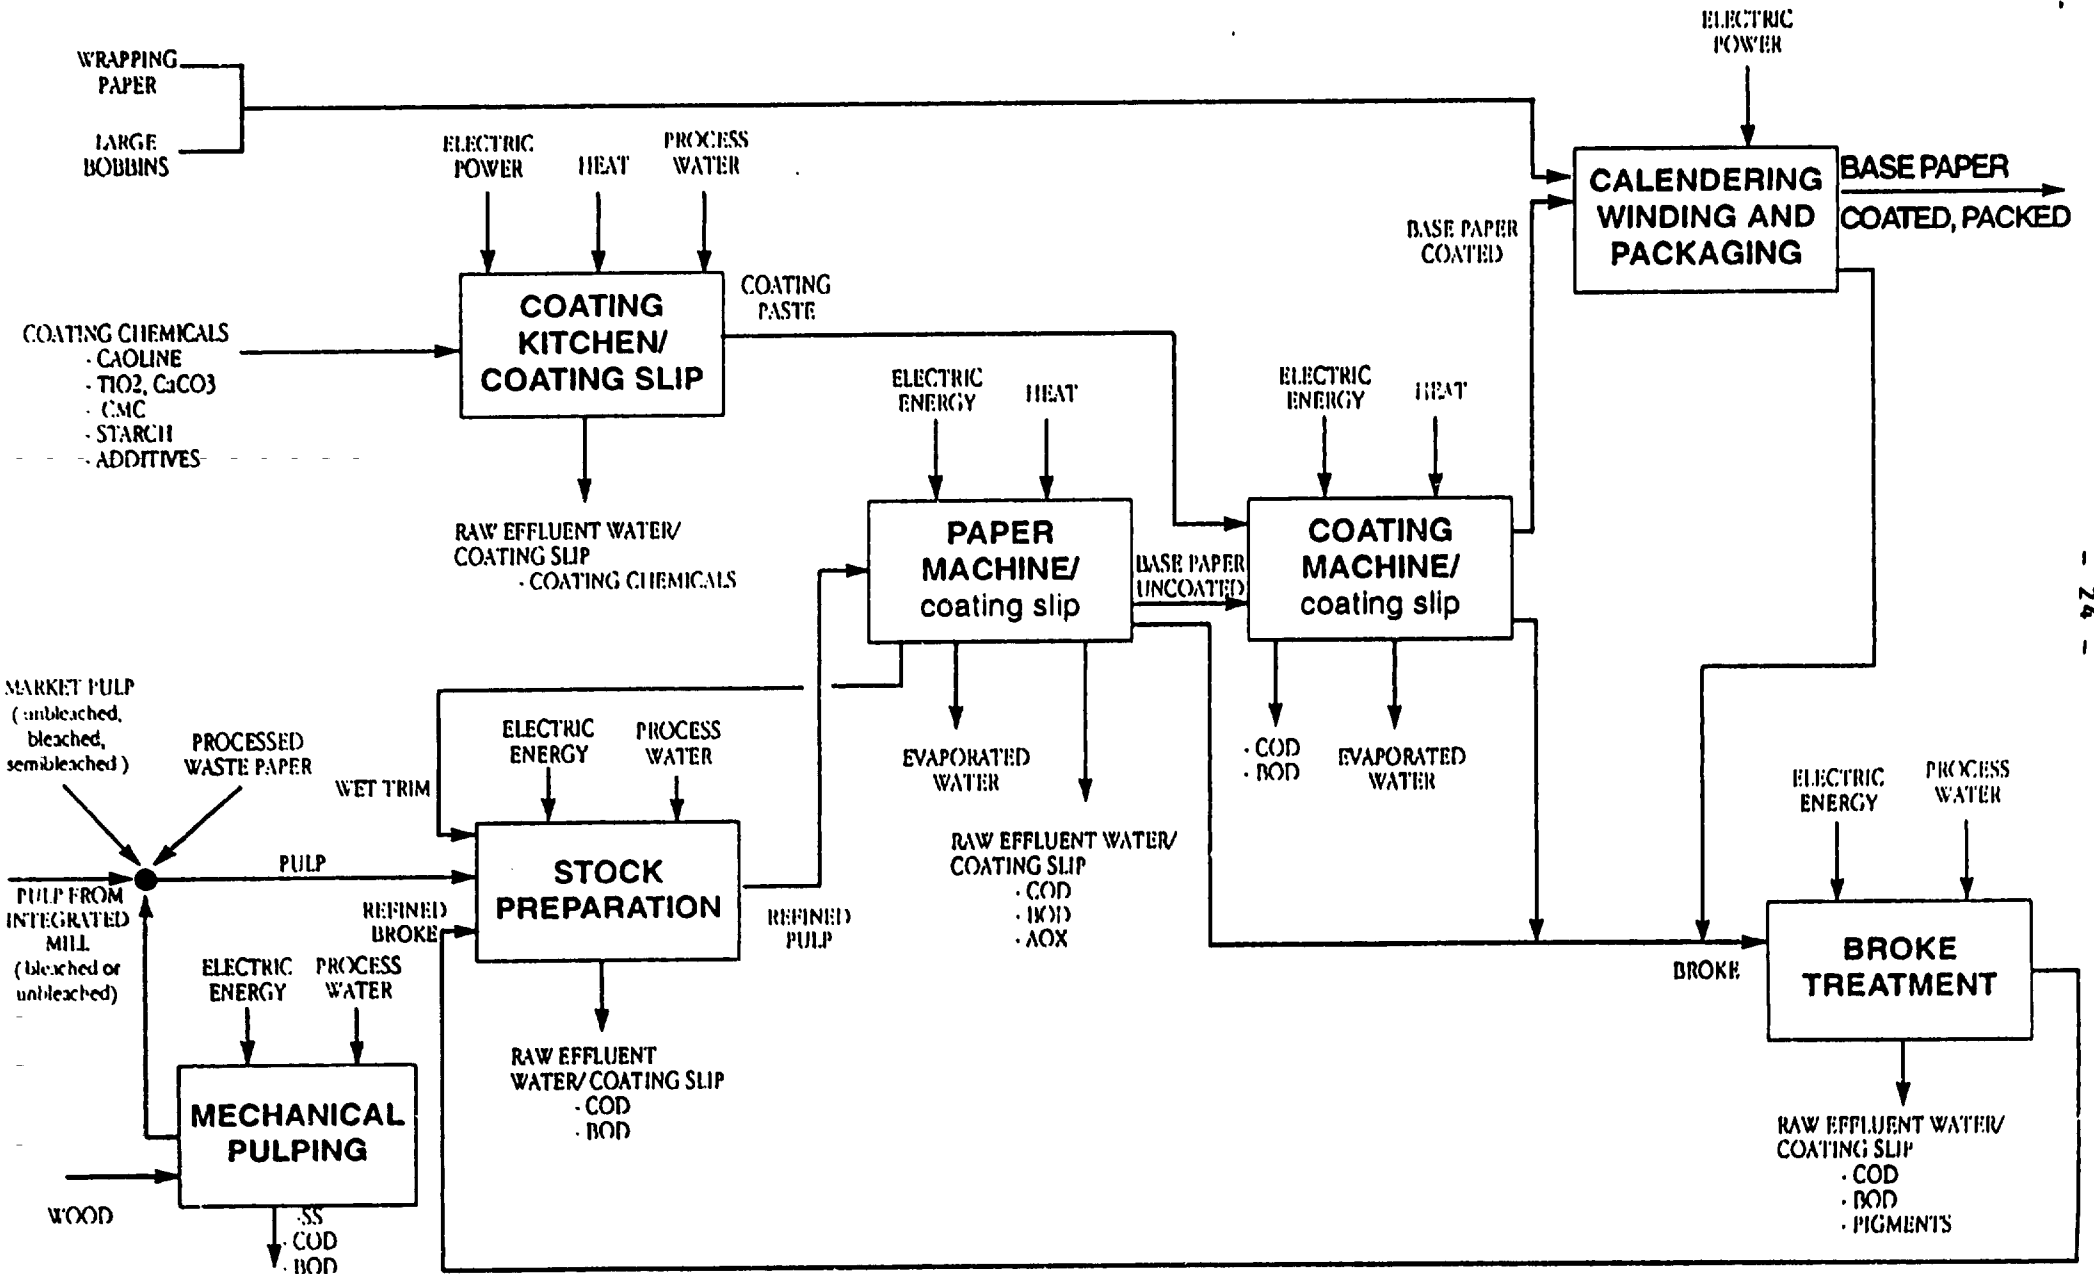 ELECTRIC
POWER
WRAPPING
PAPER
LARGE
BOBBINS
ELECTRIC
POWER
HEAT
PROCESS
WATER
CALENDERING
WINDING AND
PACKAGING
BASE PAPER
COATED, PACKED
BASE PAPER
COATED
COATING
KITCHEN/
COATING SLIP
COATING
PASTE
COATING CHEMICALS
- CAOLINE
- TIO2, CaCO3
- CMC
- STARCH
- ADDITIVES
ELECTRIC
ENERGY
HEAT
ELECTRIC
ENERGY
HEAT
RAW EFFLUENT WATER/
COATING SLIP
- COATING CHEMICALS
PAPER
MACHINE/
coating slip
BASE PAPER
UNCOATED
COATING
MACHINE/
coating slip
- 24 -
MARKET PULP
( unbleached,
bleached,
semibleached )
PROCESSED
WASTE PAPER
WET TRIM
ELECTRIC
ENERGY
PROCESS
WATER
EVAPORATED
WATER
- COD
- BOD
EVAPORATED
WATER
ELECTRIC
ENERGY
PROCESS
WATER
RAW EFFLUENT WATER/
COATING SLIP
- COD
- BOD
- AOX
PULP
STOCK
PREPARATION
REFINED
PULP
PULP FROM
INTEGRATED
MILL
( bleached or
unbleached)
REFINED
BROKE
ELECTRIC
ENERGY
PROCESS
WATER
BROKE
BROKE
TREATMENT
RAW EFFLUENT
WATER/ COATING SLIP
- COD
- BOD
MECHANICAL
PULPING
WOOD
-SS
- COD
- BOD
RAW EFFLUENT WATER/
COATING SLIP
- COD
- BOD
- PIGMENTS